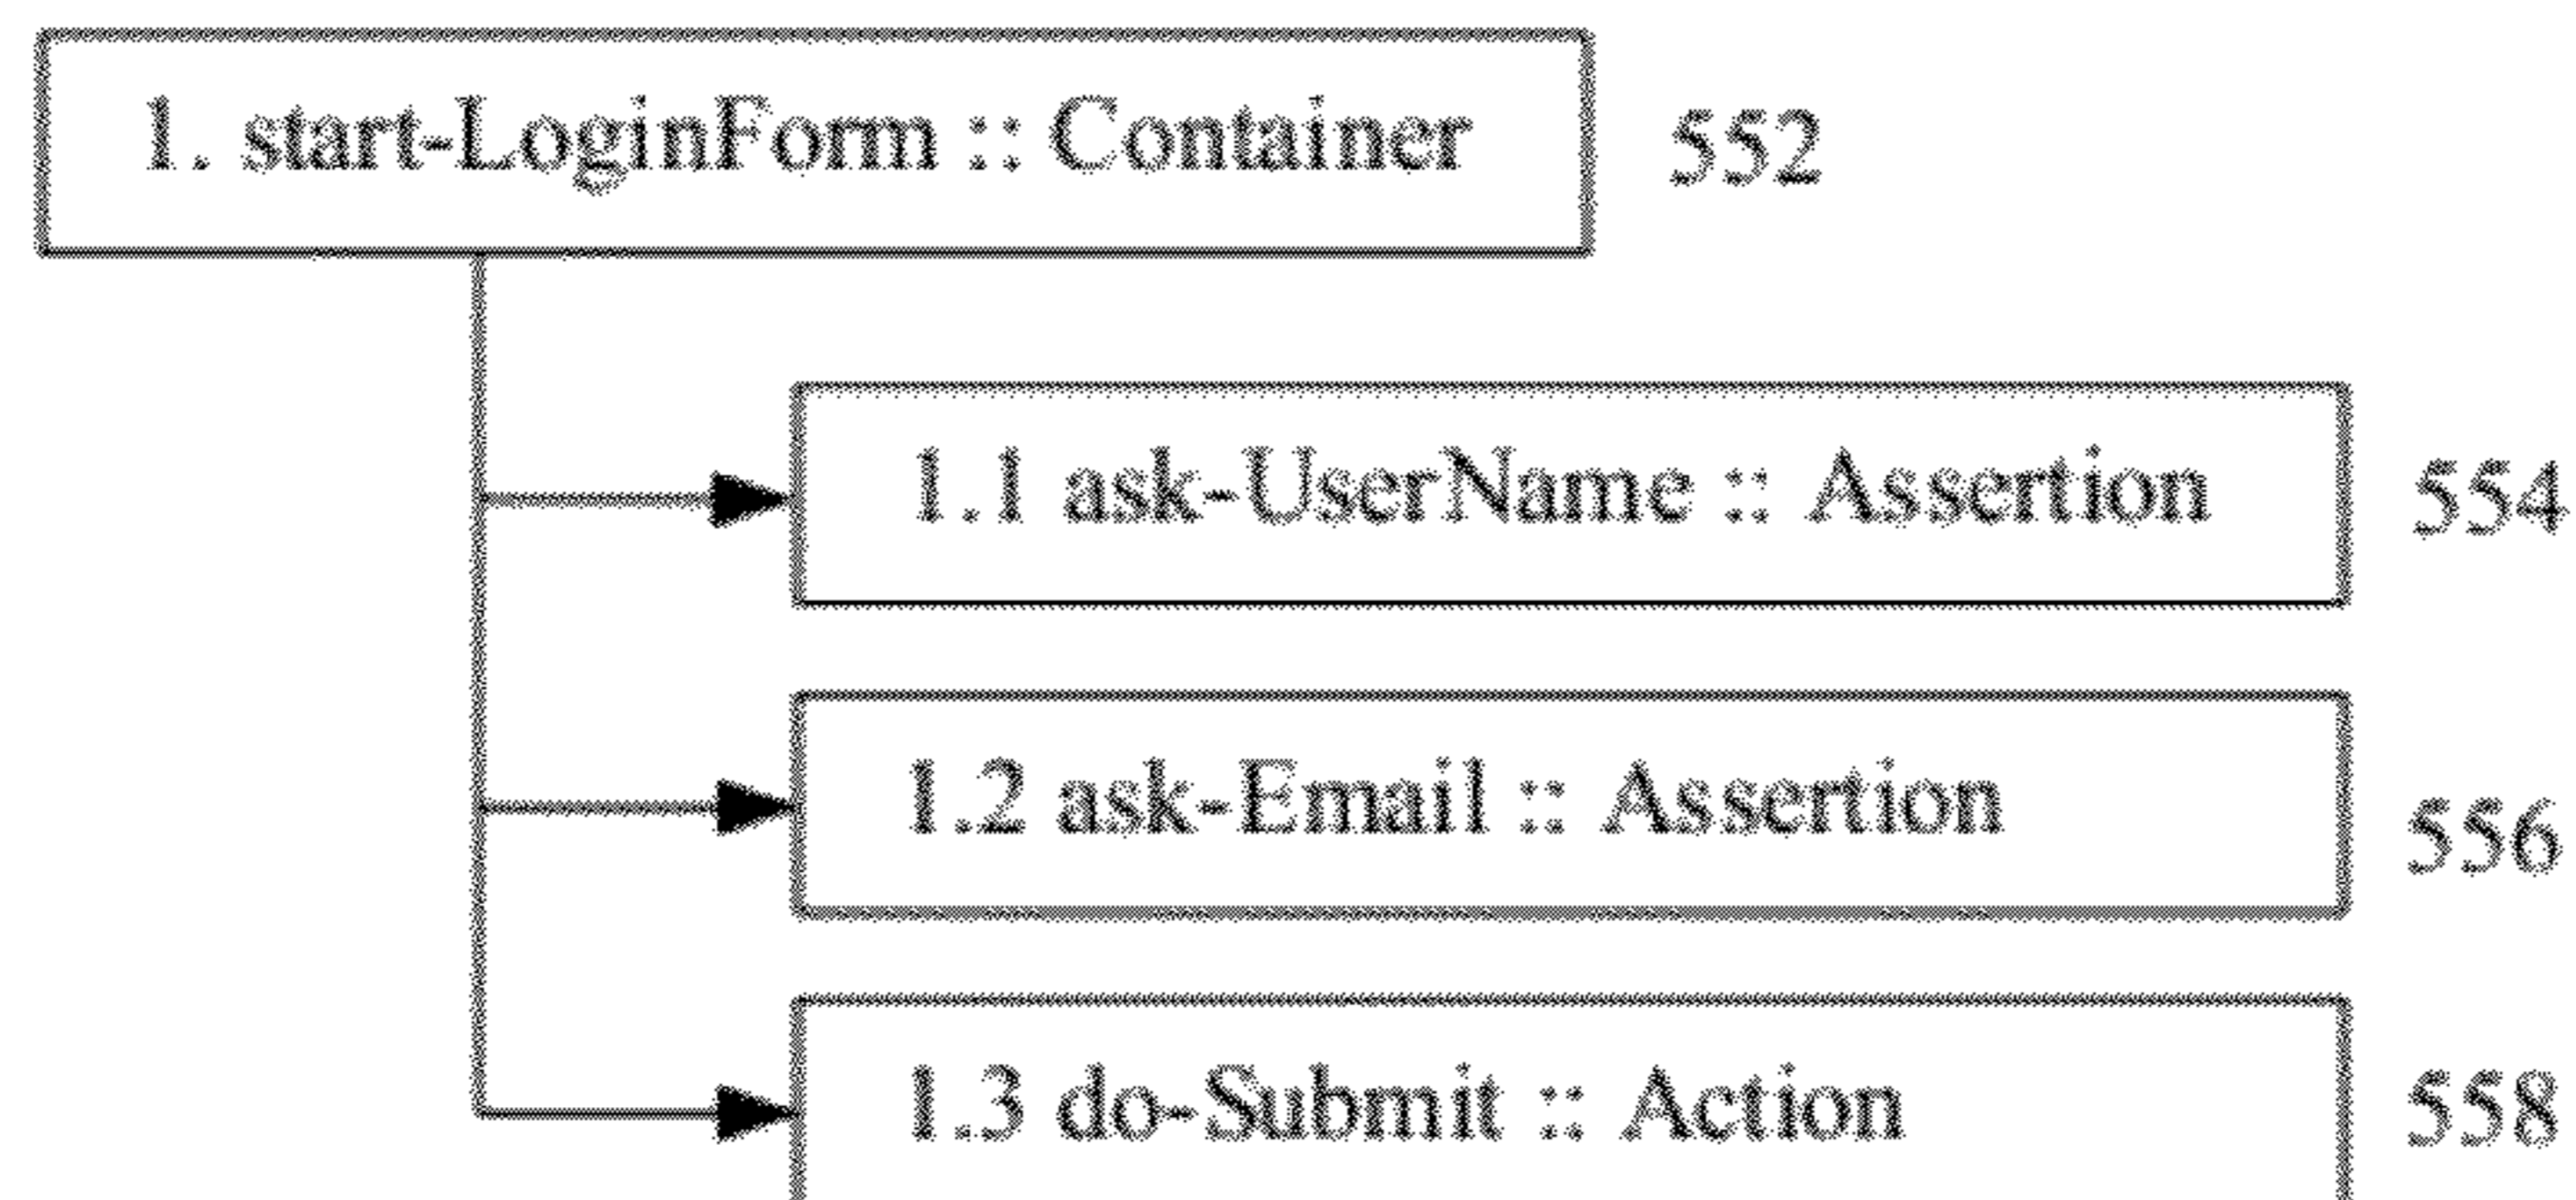 1. start-LoginForm :: Container 552
1.1 ask-UserName :: Assertion 554
1.2 ask-Email :: Assertion 556
1.3 do-Submit :: Action 558